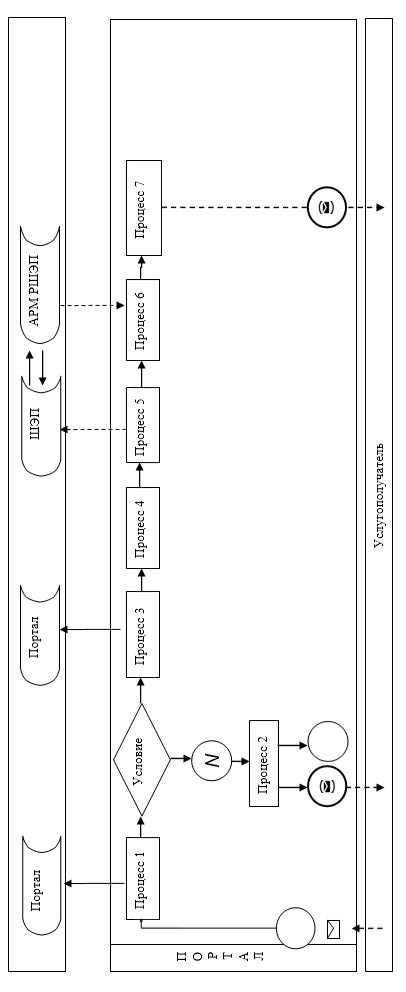 Портал
Портал
ШЭП
АРМ РШЭП
ПОРТАЛ
Процесс 1
Условие
N
Процесс 2
Процесс 3
Процесс 4
Процесс 5
Процесс 6
Процесс 7
Услугополучатель